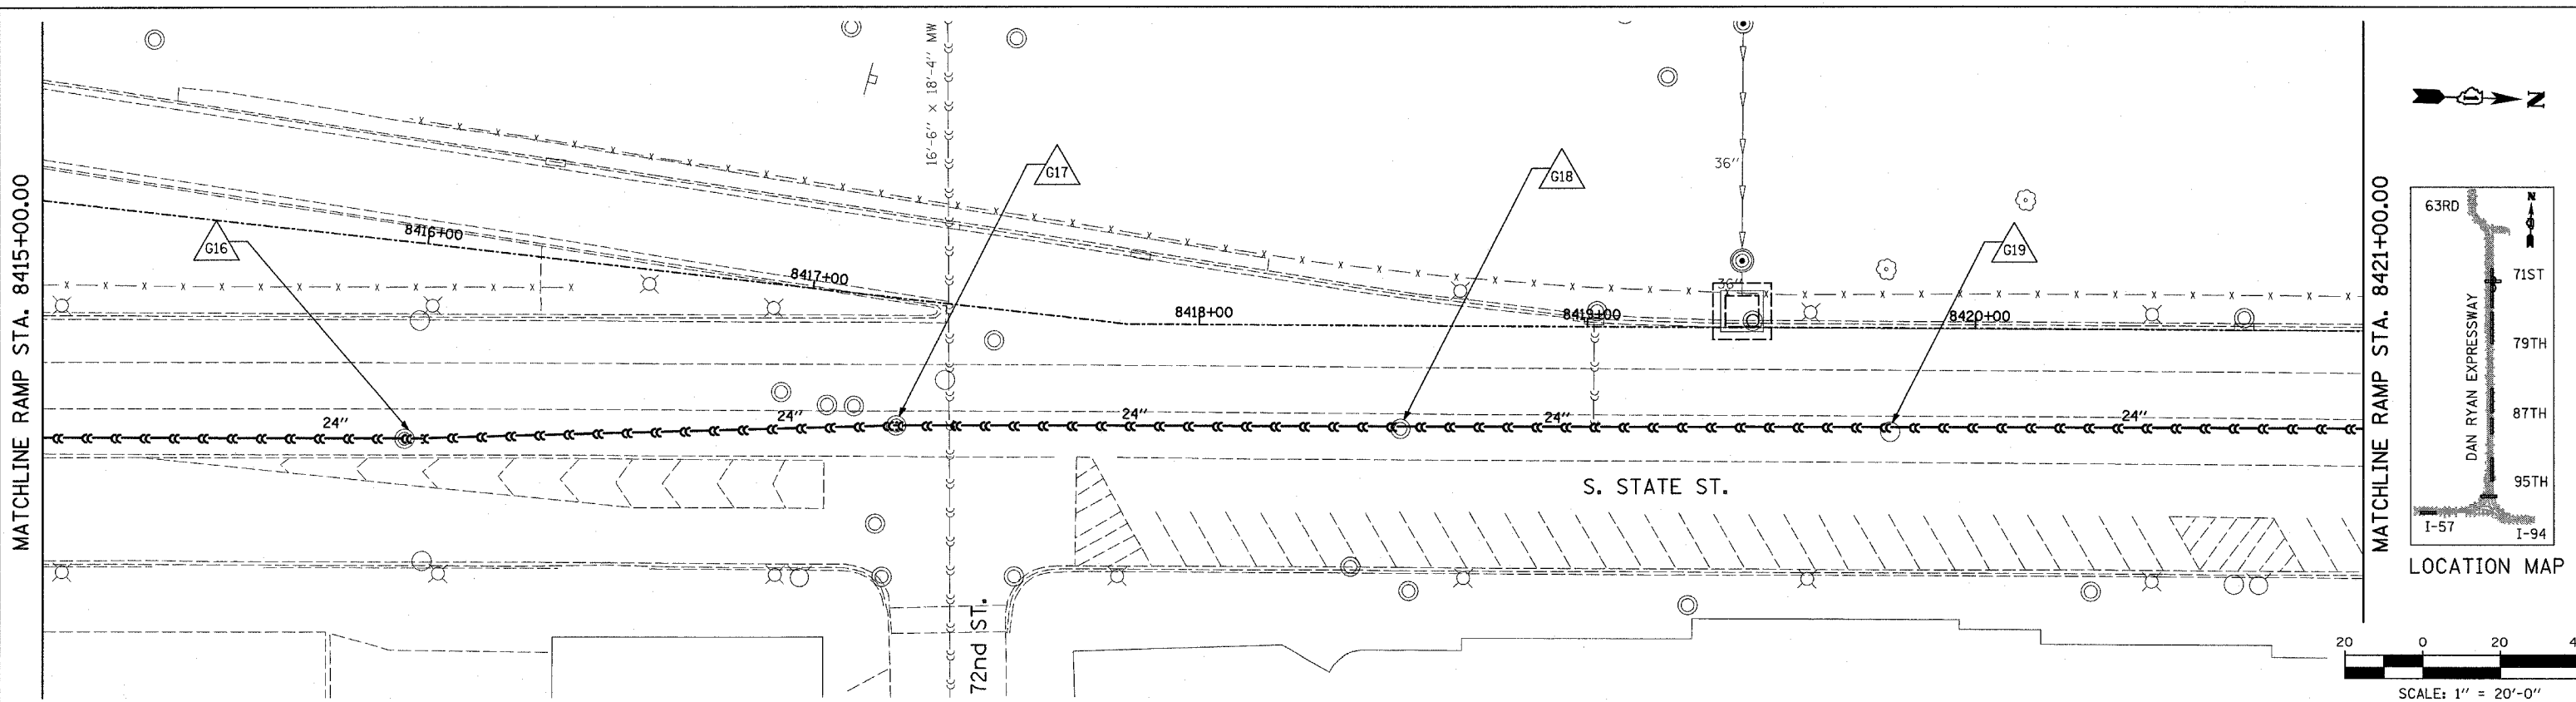 MATCHLINE RAMP STA. 8415+00.00
16'-6" x 18'-4" MW
36"
36"
G16
G17
G18
G19
8416+00
8417+00
8418+00
8419+00
8420+00
24"
24"
24"
24"
24"
S. STATE ST.
72nd ST.
MATCHLINE RAMP STA. 8421+00.00
N
63RD
N
71ST
79TH
DAN RYAN EXPRESSWAY
87TH
95TH
I-57
I-94
LOCATION MAP
20 0 20
SCALE: 1" = 20'-0"